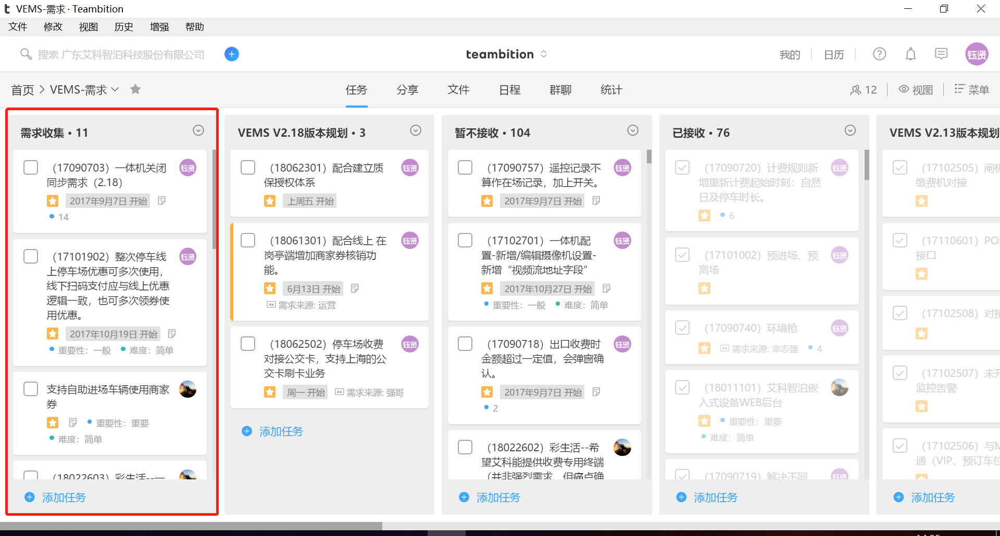 VEMS-需求 · Teambition
文件 修改 视图 历史 增强 帮助
搜索 广东艾科智泊科技股份有限公司
teambition
我的 日历
钰贤
首页 > VEMS-需求
任务 分享 文件 日程 群聊 统计
12 视图 菜单
需求收集 • 11
（17090703）一体机关闭
同步需求（2.18）
钰贤
2017年9月7日 开始
14
（17101902）整次停车线
上停车场优惠可多次使用，
线下扫码支付应与线上优惠
逻辑一致，也可多次领券使
用优惠。
钰贤
2017年10月19日 开始
重要性：一般 难度：简单
支持自助进场车辆使用商家
券
重要性：重要
难度：简单
（18022603）彩生活--一
添加任务
VEMS V2.18版本规划 • 3
（18062301）配合建立质
保授权体系
钰贤
上周五 开始
（18061301）配合线上 在
岗亭端增加商家券核销功
能。
钰贤
6月13日 开始
需求来源: 运营
（18062502）停车场收费
对接公交卡，支持上海的公
交卡刷卡业务
钰贤
周一 开始 需求来源: 强哥
添加任务
暂不接收 • 104
（17090757）遥控记录不
算作在场记录，加上开关。
钰贤
2017年9月7日 开始
（17102701）一体机配
置-新增/编辑摄像机设置-
新增“视频流地址字段”
钰贤
2017年10月27日 开始
重要性：一般 难度：简单
（17090718）出口收费时
金额超过一定值，会弹窗确
认。
钰贤
2017年9月7日 开始
2
（18022602）彩生活--希
望艾科能提供收费专用终端
（并非强烈需求，但痛点确
添加任务
已接收 • 76
（17090720）计费规则新
增重新计费起始时刻：自然
日及停车时长。
钰贤
6
（17101002）预进场、预
离场
钰贤
（17090740）环境枪
钰贤
需求来源: 幸志强 4
（18011101）艾科智泊嵌
入式设备WEB后台
重要性：重要
难度：简单
（17090719）解决不同
钰贤
添加任务
VEMS V2.13版本规划
（17102505）闸机
缴费机对接
（17110601）POI
接口
（17102508）对接
（17102507）未开
监控告警
（17102506）与M
通（VIP、预订车位
添加任务